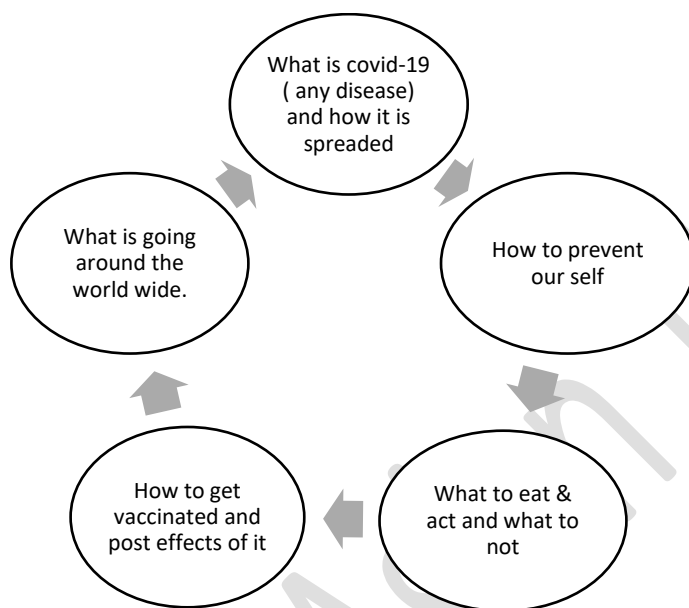 What is covid-19
( any disease)
and how it is
spreaded
How to prevent
our self
What to eat &
act and what to
not
How to get
vaccinated and
post effects of it
What is going
around the
world wide.